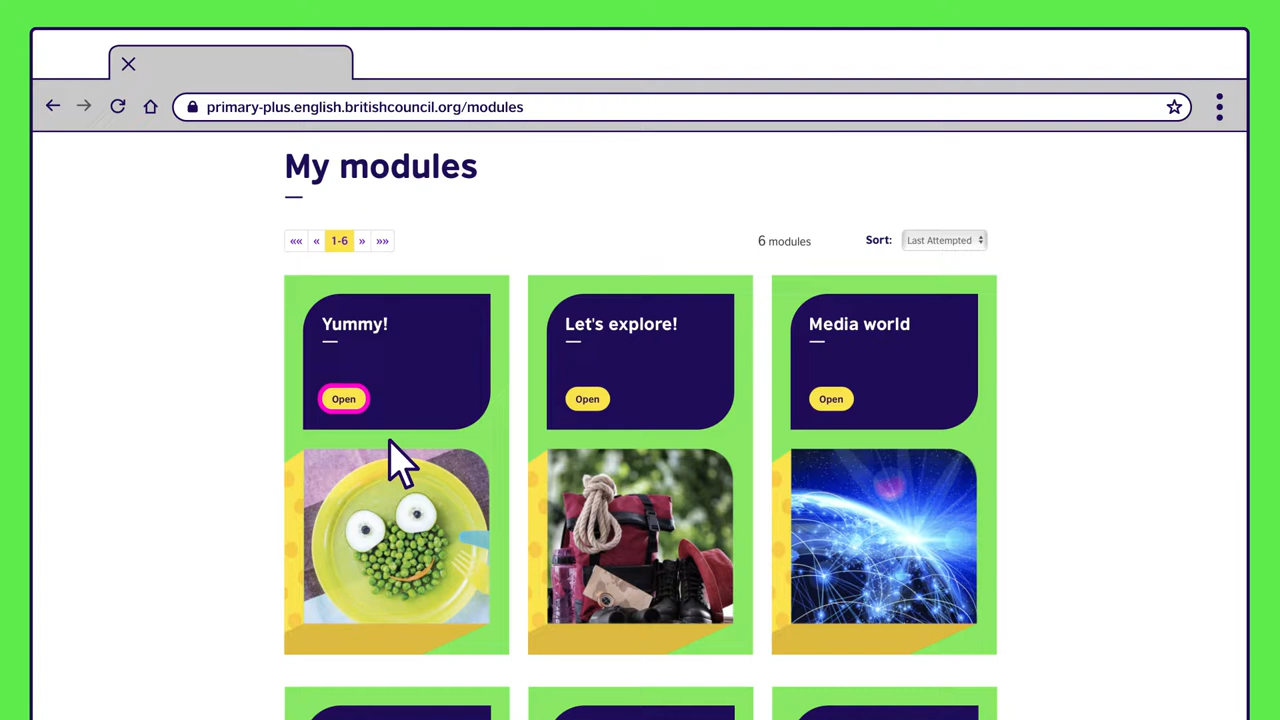 primary-plus.english.britishcouncil.org/modules
My modules
«« « 1-6 » »»
6 modules
Sort: Last Attempted
Yummy!
Open
Let's explore!
Open
Media world
Open